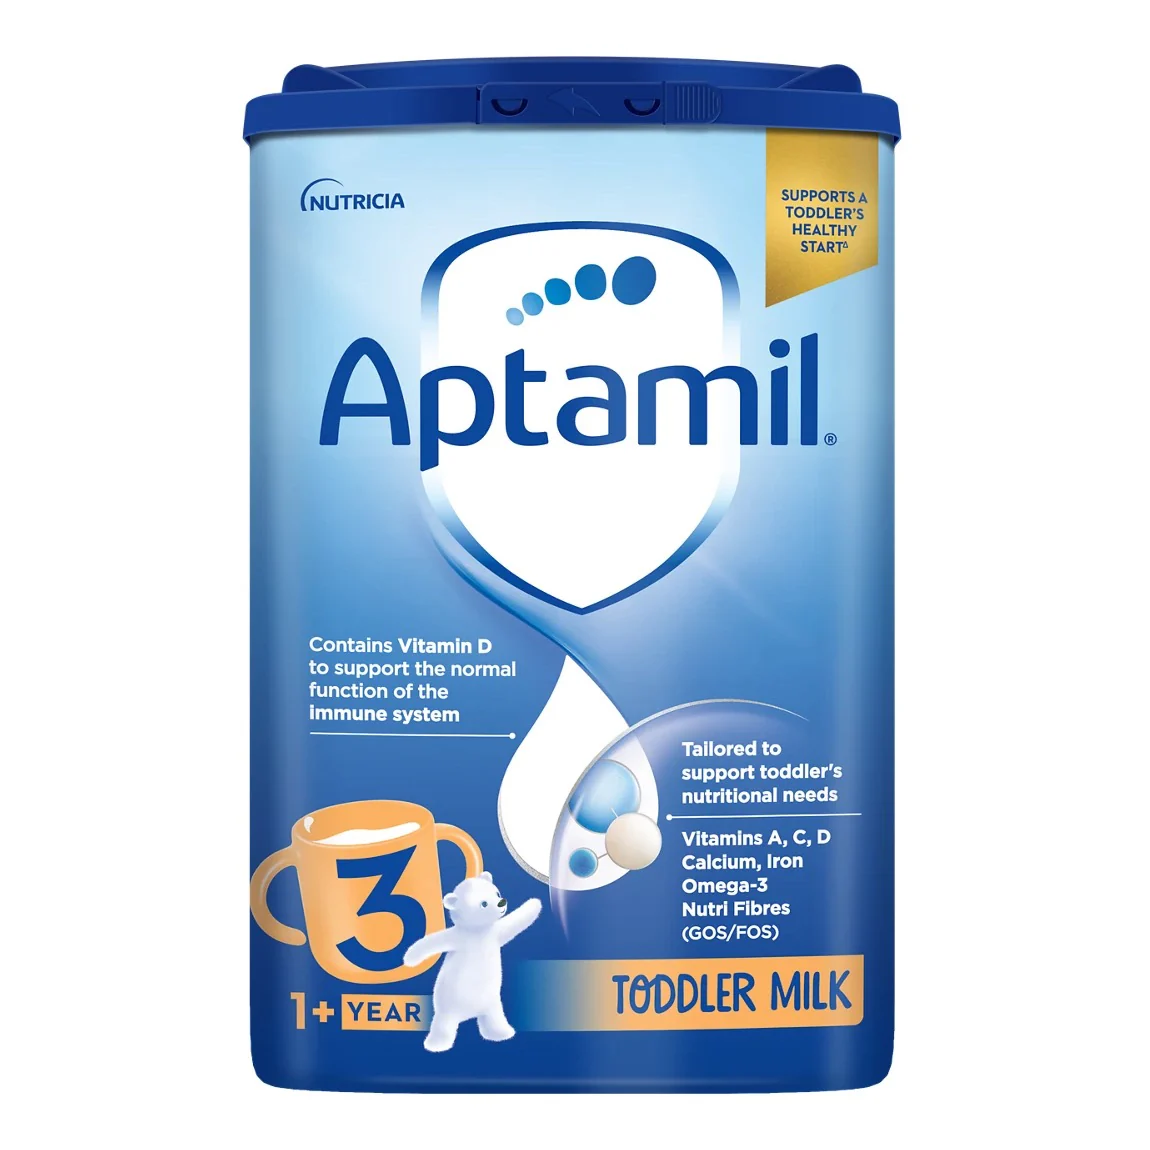 NUTRICIA
SUPPORTS A
TODDLER'S
HEALTHY
STARTΔ
Aptamil®
Contains Vitamin D
to support the normal
function of the
immune system
Tailored to
support toddler's
nutritional needs
Vitamins A, C, D
Calcium, Iron
Omega-3
Nutri Fibres
(GOS/FOS)
3
1+ YEAR
TODDLER MILK